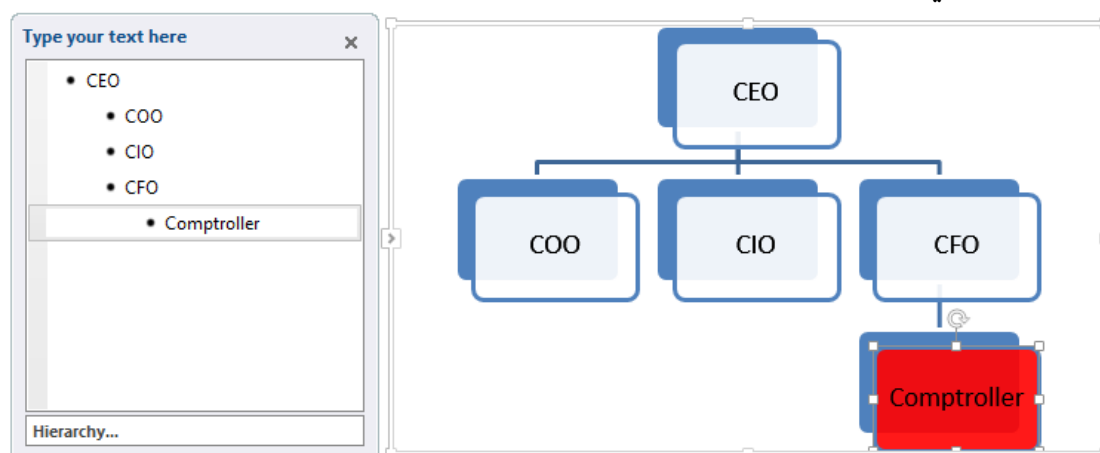 Type your text here
CEO
COO
CIO
CFO
Comptroller
Hierarchy...
CEO
COO
CIO
CFO
Comptroller